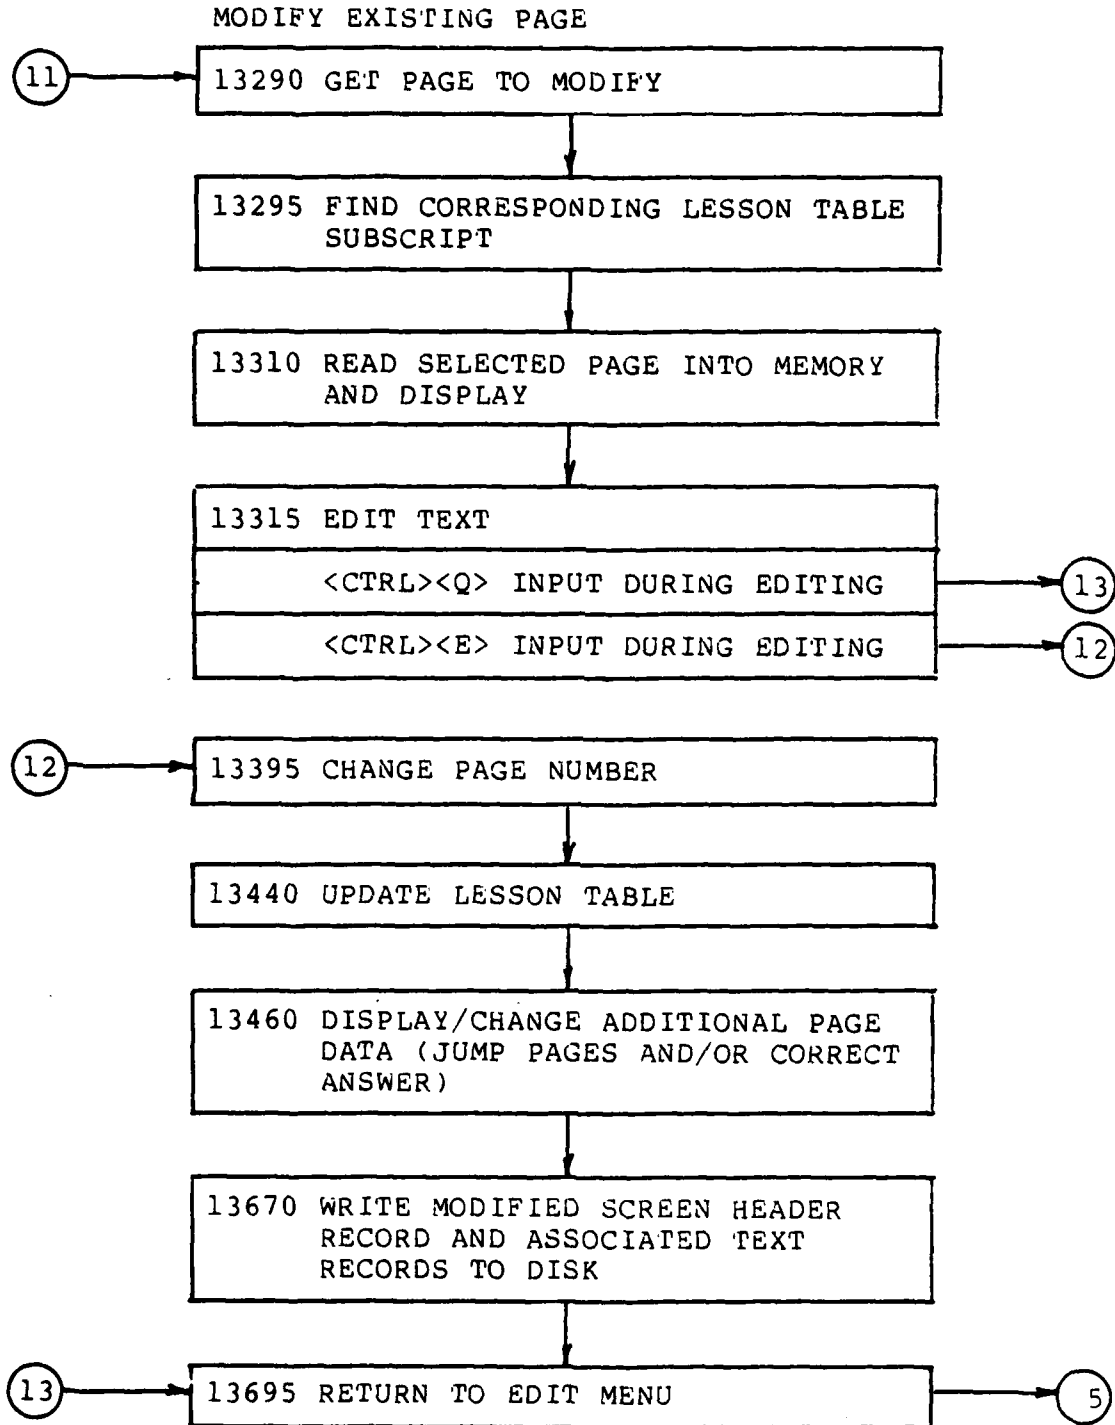 MODIFY EXISTING PAGE
11
13290 GET PAGE TO MODIFY
13295 FIND CORRESPONDING LESSON TABLE
SUBSCRIPT
13310 READ SELECTED PAGE INTO MEMORY
AND DISPLAY
13315 EDIT TEXT
<CTRL><Q> INPUT DURING EDITING
13
<CTRL><E> INPUT DURING EDITING
12
12
13395 CHANGE PAGE NUMBER
13440 UPDATE LESSON TABLE
13460 DISPLAY/CHANGE ADDITIONAL PAGE
DATA (JUMP PAGES AND/OR CORRECT
ANSWER)
13670 WRITE MODIFIED SCREEN HEADER
RECORD AND ASSOCIATED TEXT
RECORDS TO DISK
13
13695 RETURN TO EDIT MENU
5